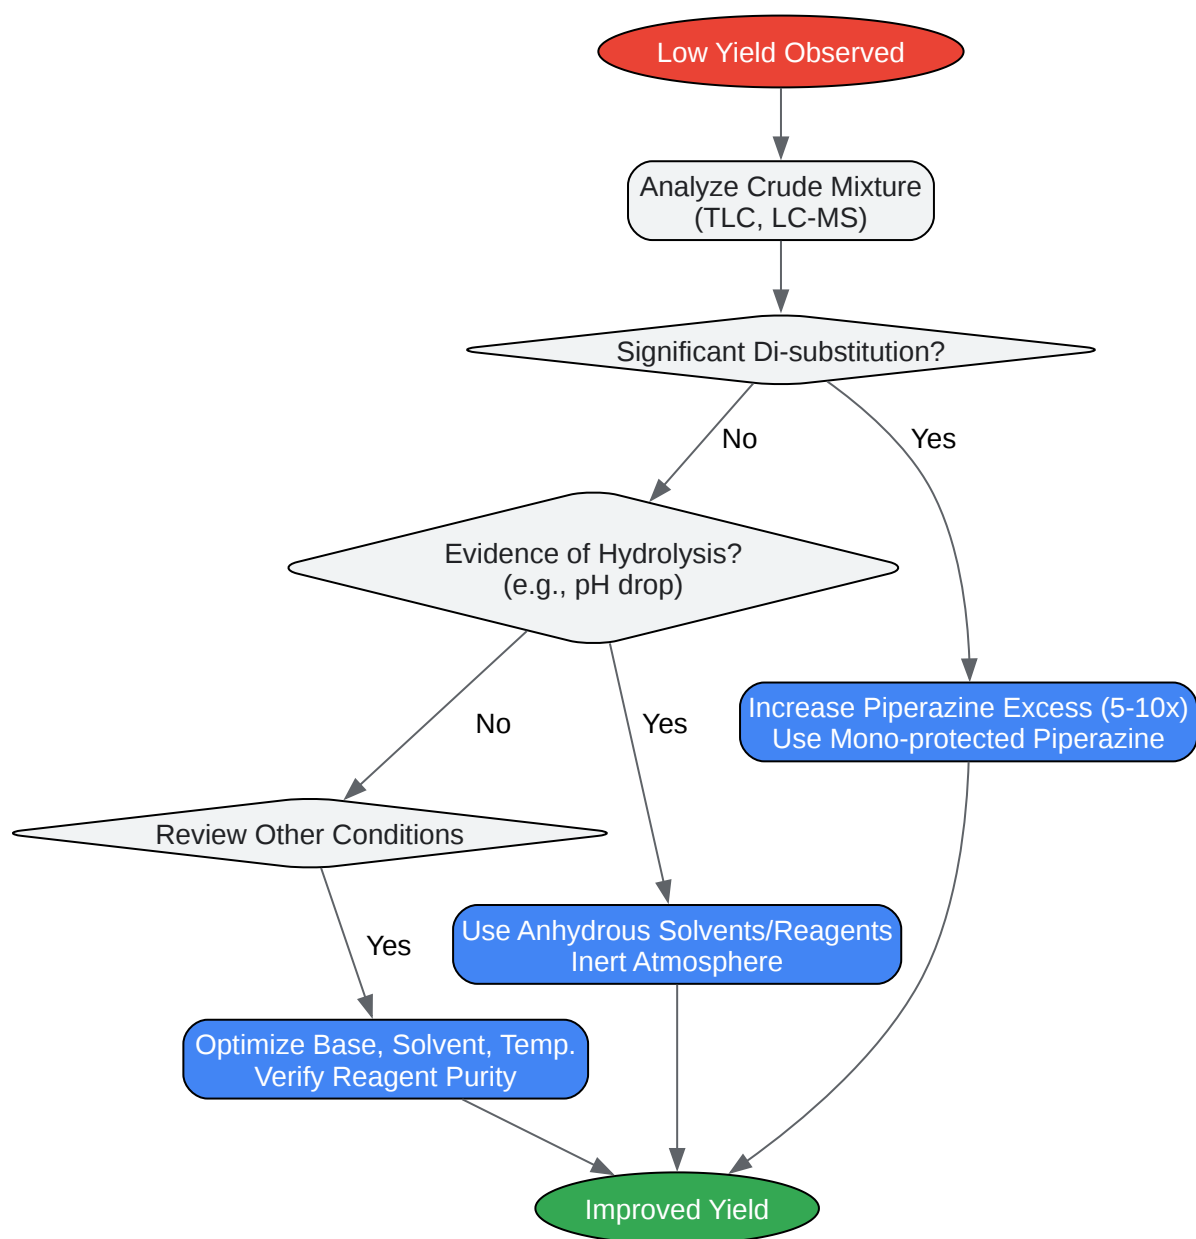 Low Yield Observed
Analyze Crude Mixture
(TLC, LC-MS)
Significant Di-substitution?
No
Yes
Evidence of Hydrolysis?
(e.g., pH drop)
No
Yes
Increase Piperazine Excess (5-10x)
Use Mono-protected Piperazine
Review Other Conditions
Yes
Use Anhydrous Solvents/Reagents
Inert Atmosphere
Optimize Base, Solvent, Temp.
Verify Reagent Purity
Improved Yield